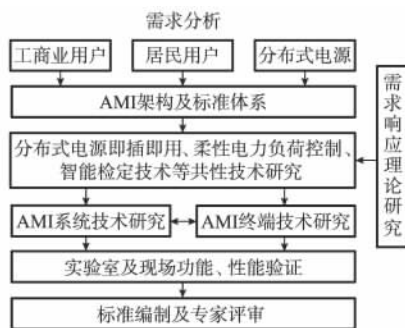 需求分析
工商业用户
居民用户
分布式电源
AMI架构及标准体系
分布式电源即插即用、柔性电力负荷控制、
智能检定技术等共性技术研究
需求响应理论研究
AMI系统技术研究
AMI终端技术研究
实验室及现场功能、性能验证
标准编制及专家评审